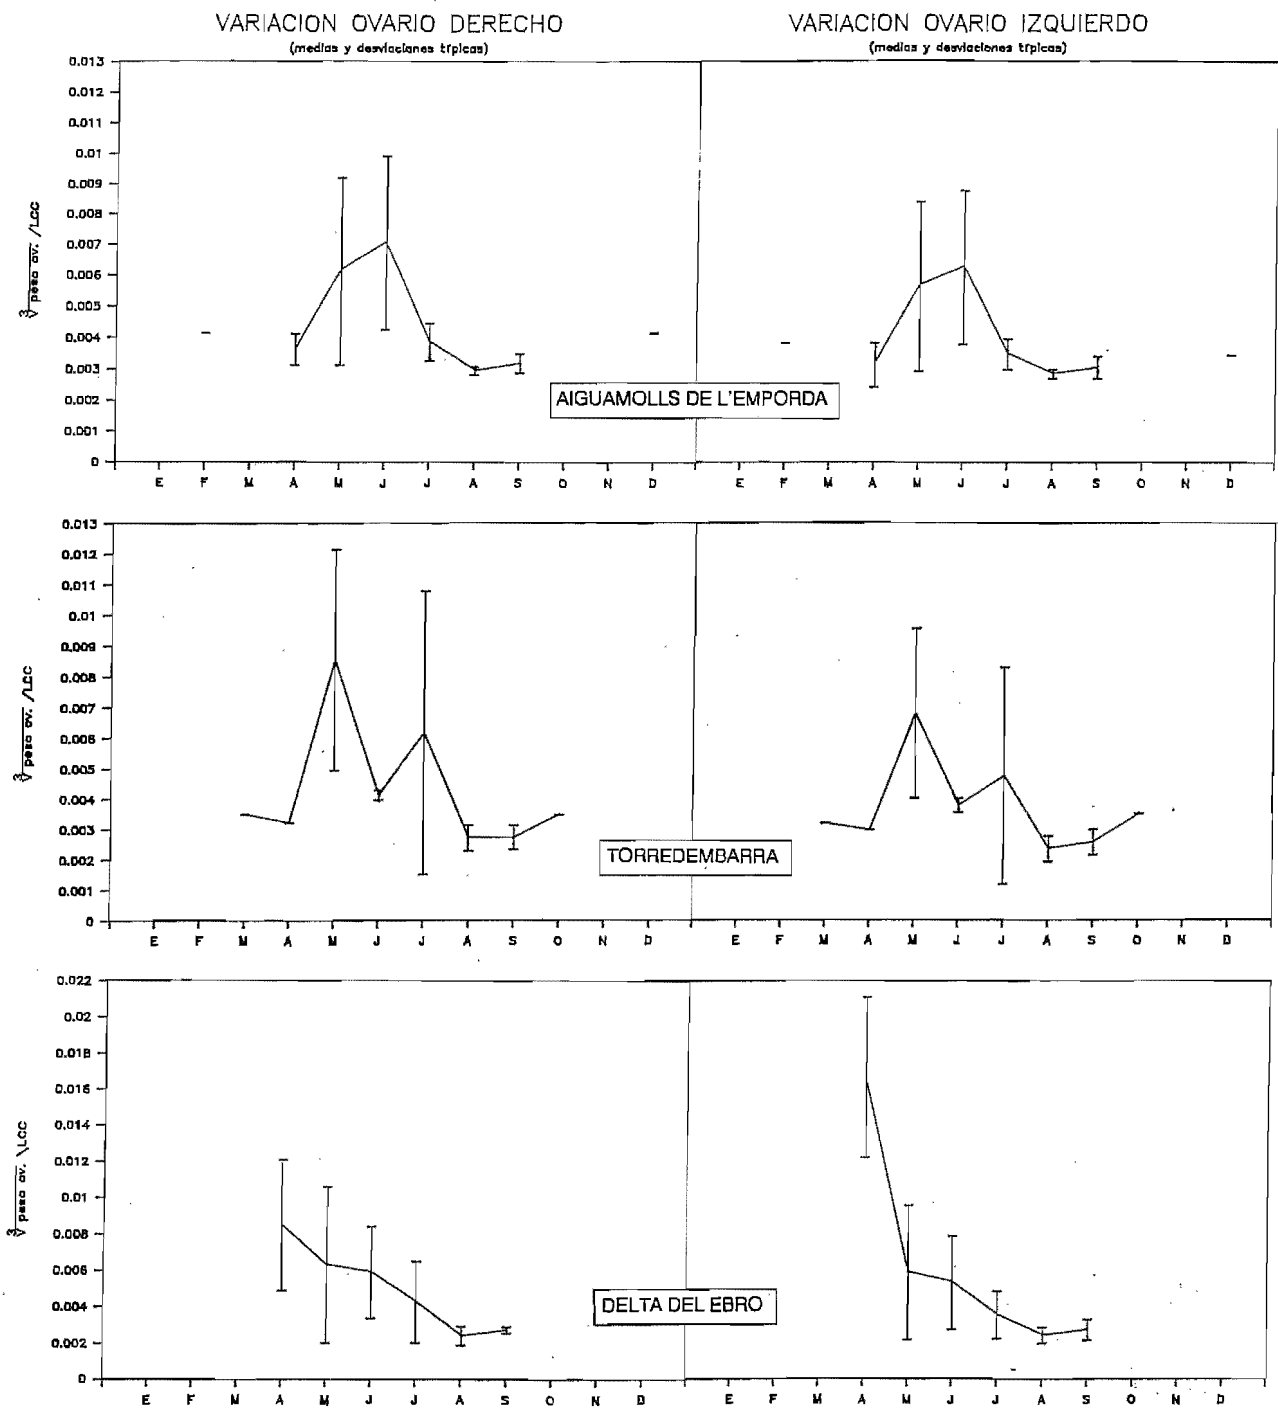 VARIACION OVARIO DERECHO
(medias y desviaciones típicas)
VARIACION OVARIO IZQUIERDO
(medias y desviaciones típicas)
0.013
0.012
0.011
0.01
0.009
0.008
0.007
0.006
0.005
0.004
0.003
0.002
0.001
0
∛peso ov. /LCC
AIGUAMOLLS DE L'EMPORDA
E F M A M J J A S O N D
E F M A M J J A S O N D
0.013
0.012
0.011
0.01
0.009
0.008
0.007
0.006
0.005
0.004
0.003
0.002
0.001
0
∛peso ov. /LCC
TORREDEMBARRA
E F M A M J J A S O N D
E F M A M J J A S O N D
0.022
0.02
0.018
0.016
0.014
0.012
0.01
0.008
0.006
0.004
0.002
0
∛peso ov. \LCC
DELTA DEL EBRO
E F M A M J J A S O N D
E F M A M J J A S O N D